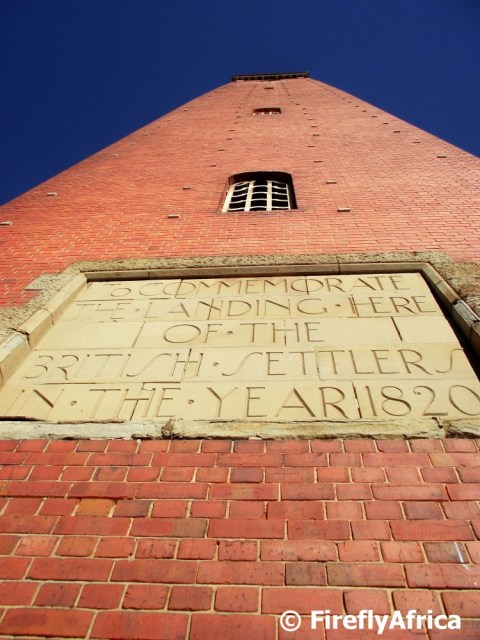 TO COMMEMORATE
THE · LANDING · HERE
OF · THE
BRITISH · SETTLERS
IN · THE · YEAR · 1820
© FireflyAfrica